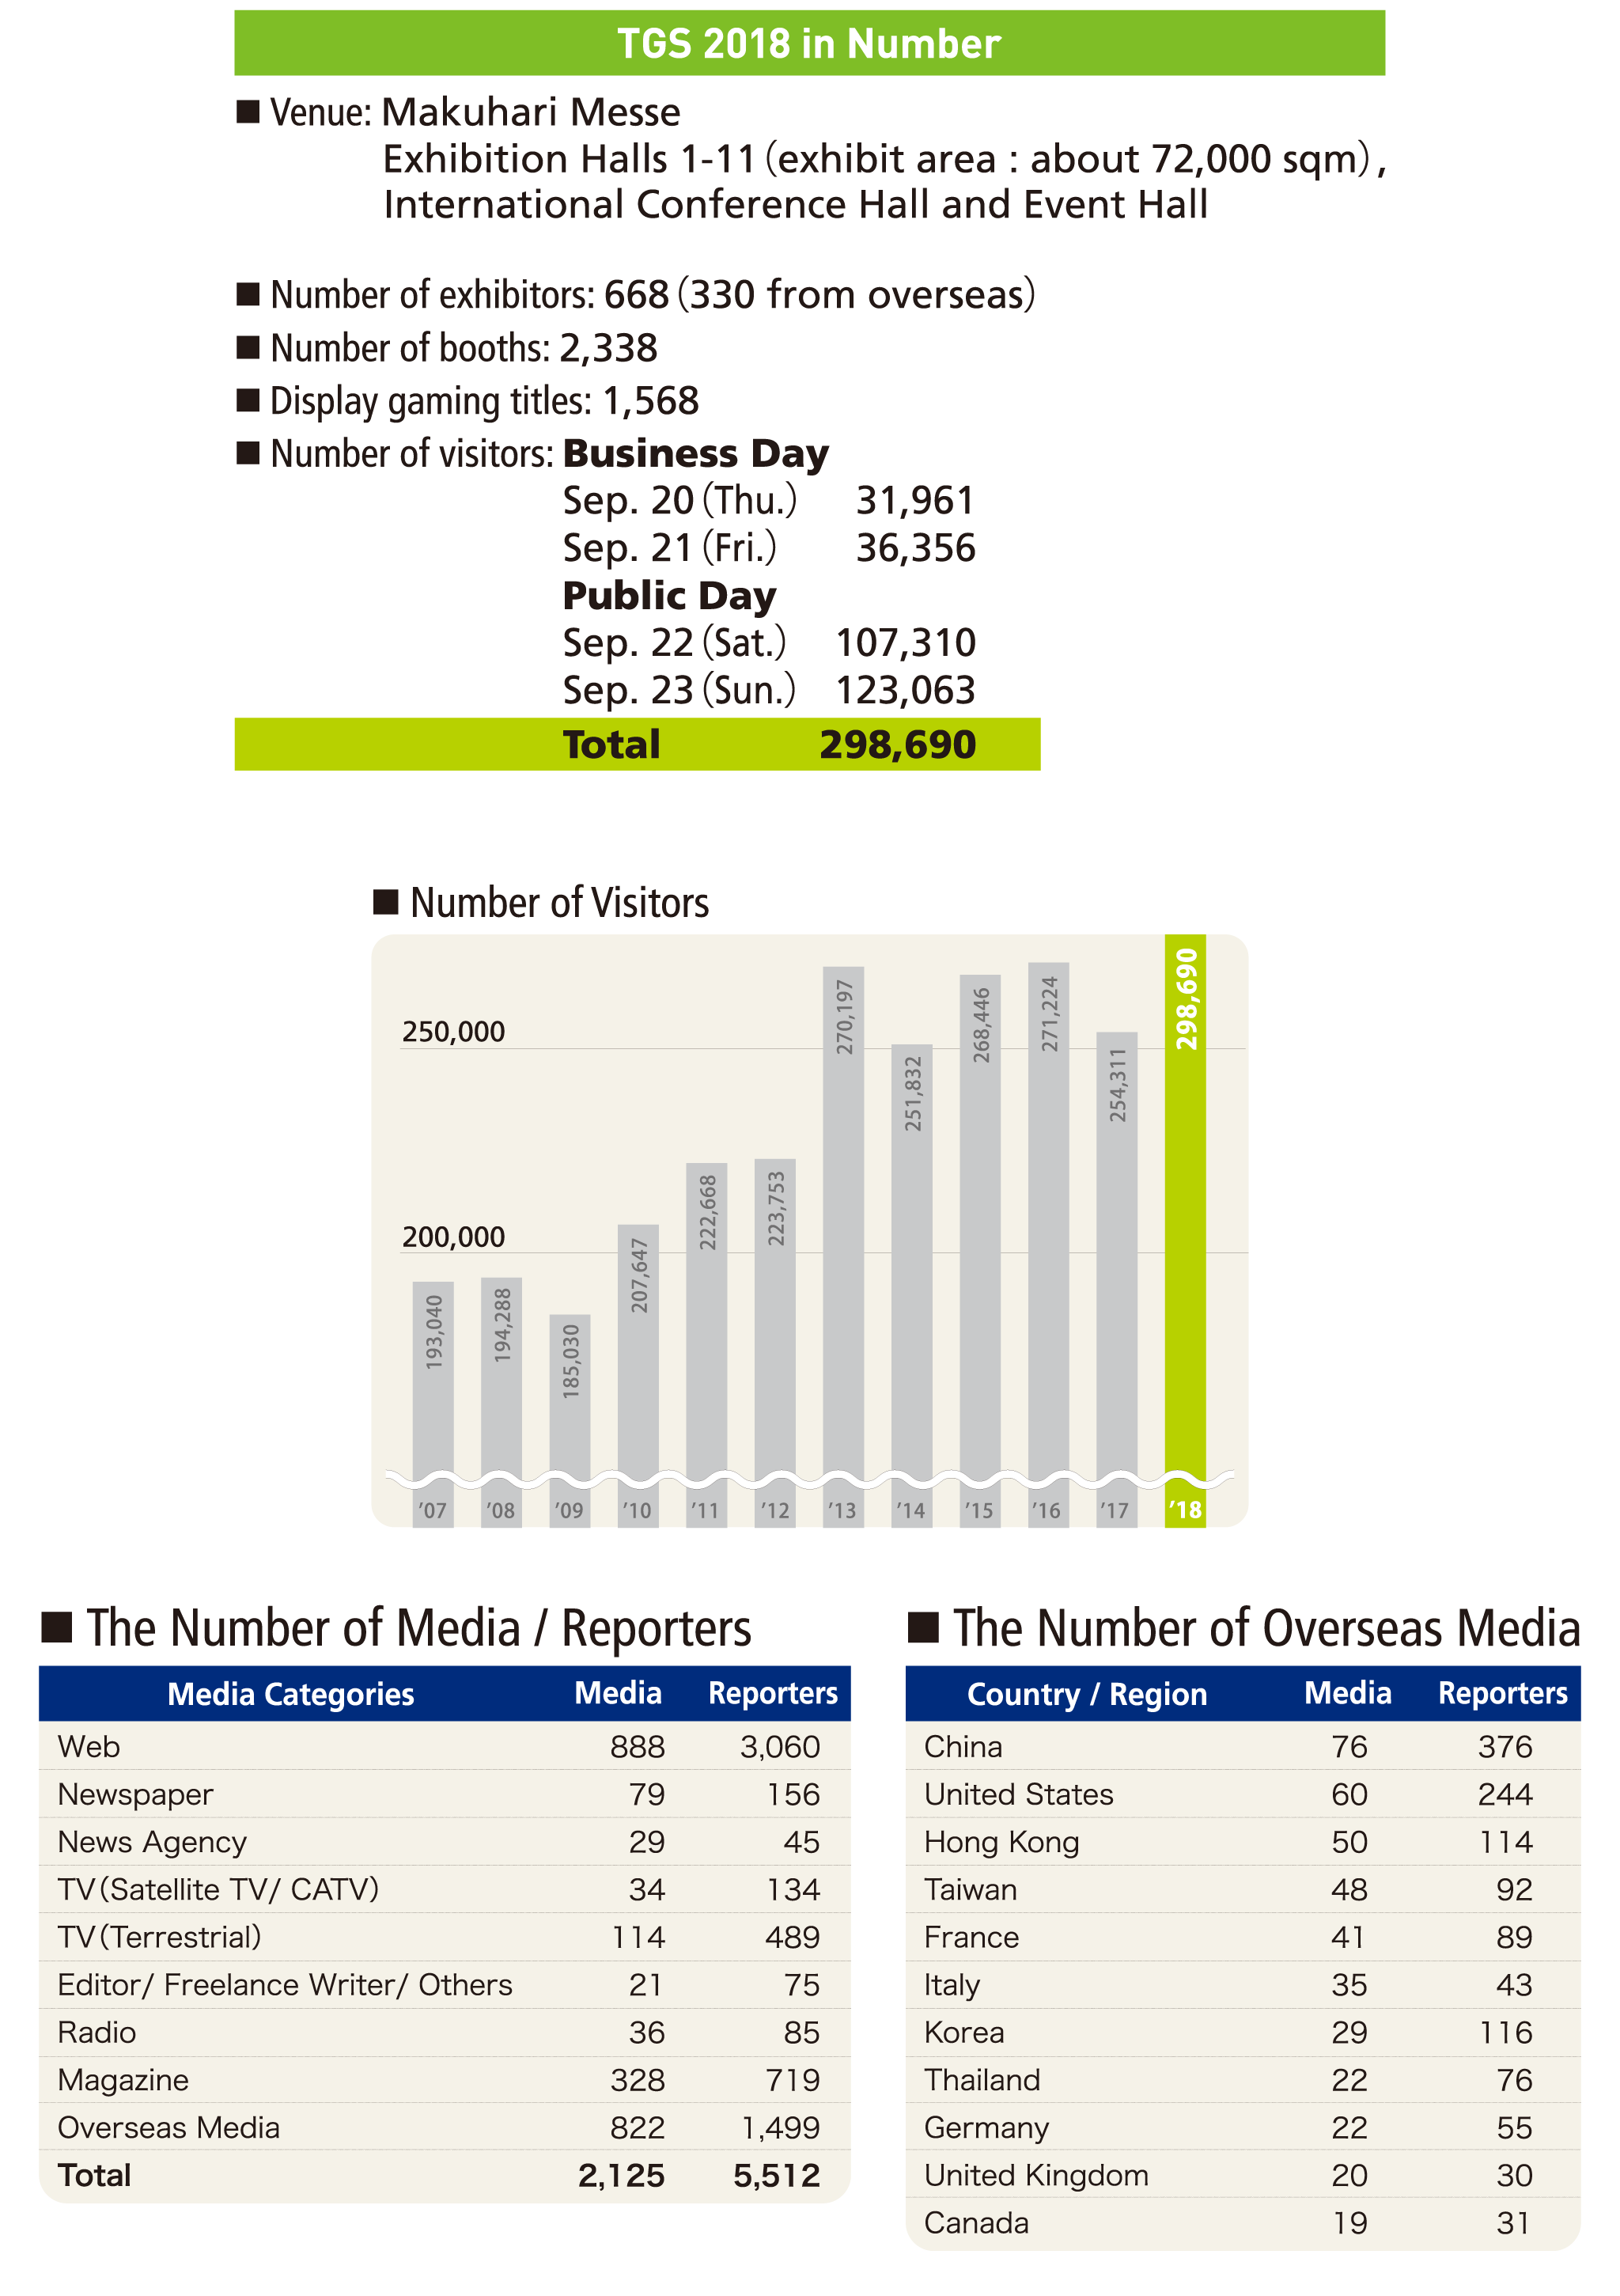 TGS 2018 in Number
■ Venue: Makuhari Messe
Exhibition Halls 1-11（exhibit area : about 72,000 sqm）,
International Conference Hall and Event Hall
■ Number of exhibitors: 668（330 from overseas）
■ Number of booths: 2,338
■ Display gaming titles: 1,568
■ Number of visitors: Business Day
Sep. 20（Thu.） 31,961
Sep. 21（Fri.） 36,356
Public Day
Sep. 22（Sat.） 107,310
Sep. 23（Sun.） 123,063
Total 298,690
■ Number of Visitors
250,000
200,000
193,040
194,288
185,030
207,647
222,668
223,753
270,197
251,832
268,446
271,224
254,311
298,690
’07 ’08 ’09 ’10 ’11 ’12 ’13 ’14 ’15 ’16 ’17 ’18
■ The Number of Media / Reporters
Media Categories Media Reporters
Web 888 3,060
Newspaper 79 156
News Agency 29 45
TV（Satellite TV/ CATV） 34 134
TV（Terrestrial） 114 489
Editor/ Freelance Writer/ Others 21 75
Radio 36 85
Magazine 328 719
Overseas Media 822 1,499
Total 2,125 5,512
■ The Number of Overseas Media
Country / Region Media Reporters
China 76 376
United States 60 244
Hong Kong 50 114
Taiwan 48 92
France 41 89
Italy 35 43
Korea 29 116
Thailand 22 76
Germany 22 55
United Kingdom 20 30
Canada 19 31